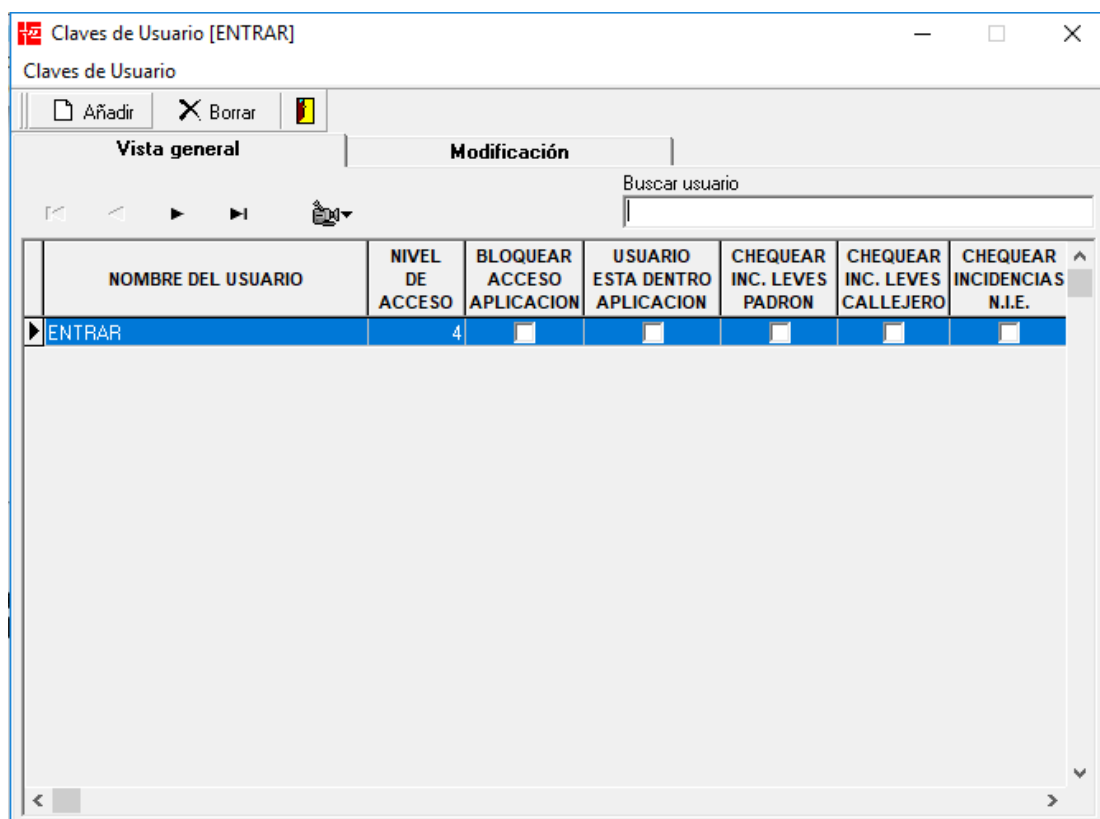 Claves de Usuario [ENTRAR]
Claves de Usuario
Añadir Borrar
Vista general Modificación
Buscar usuario
NOMBRE DEL USUARIO
NIVEL DE ACCESO
BLOQUEAR ACCESO APLICACION
USUARIO ESTA DENTRO APLICACION
CHEQUEAR INC. LEVES PADRON
CHEQUEAR INC. LEVES CALLEJERO
CHEQUEAR INCIDENCIAS N.I.E.
ENTRAR 4